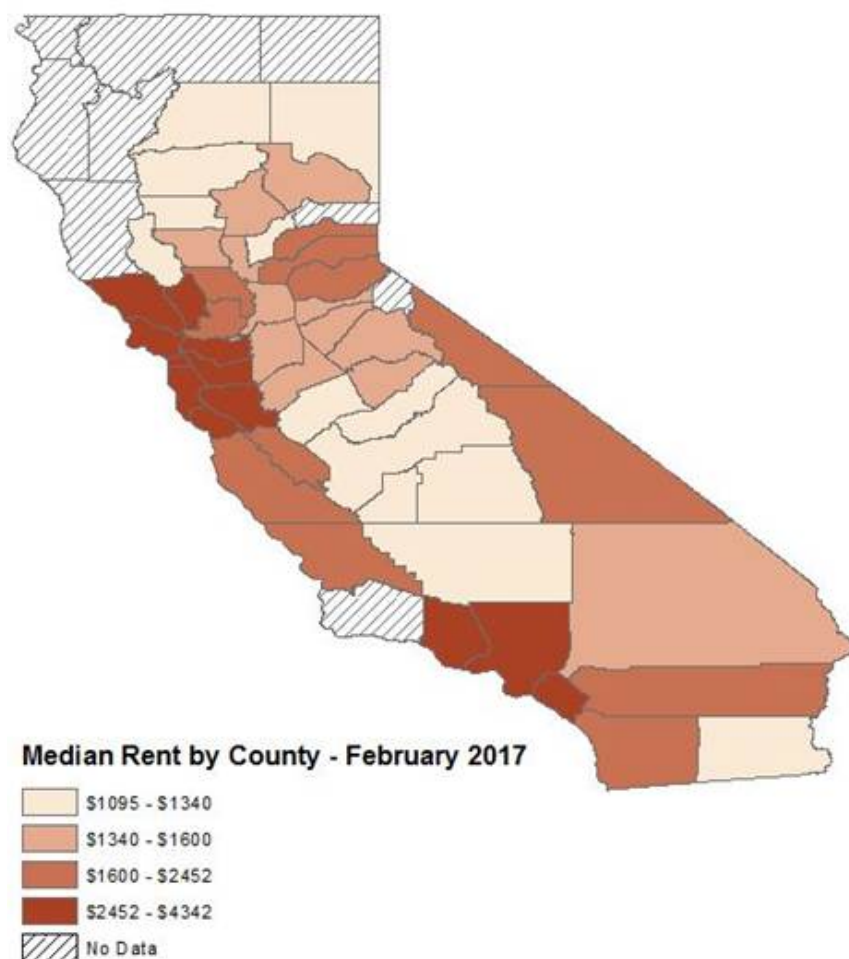 Median Rent by County - February 2017
$1095 - $1340
$1340 - $1600
$1600 - $2452
$2452 - $4342
No Data